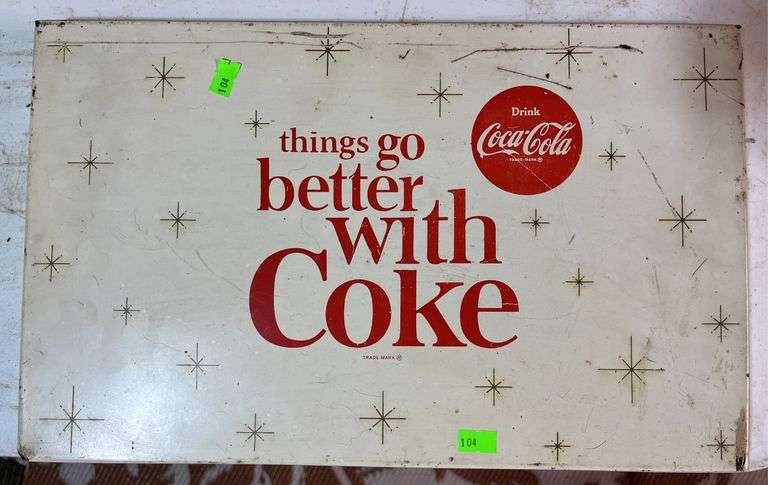 104
Drink
Coca-Cola
TRADE-MARK ®
things go
better
with
Coke
TRADE-MARK ®
104